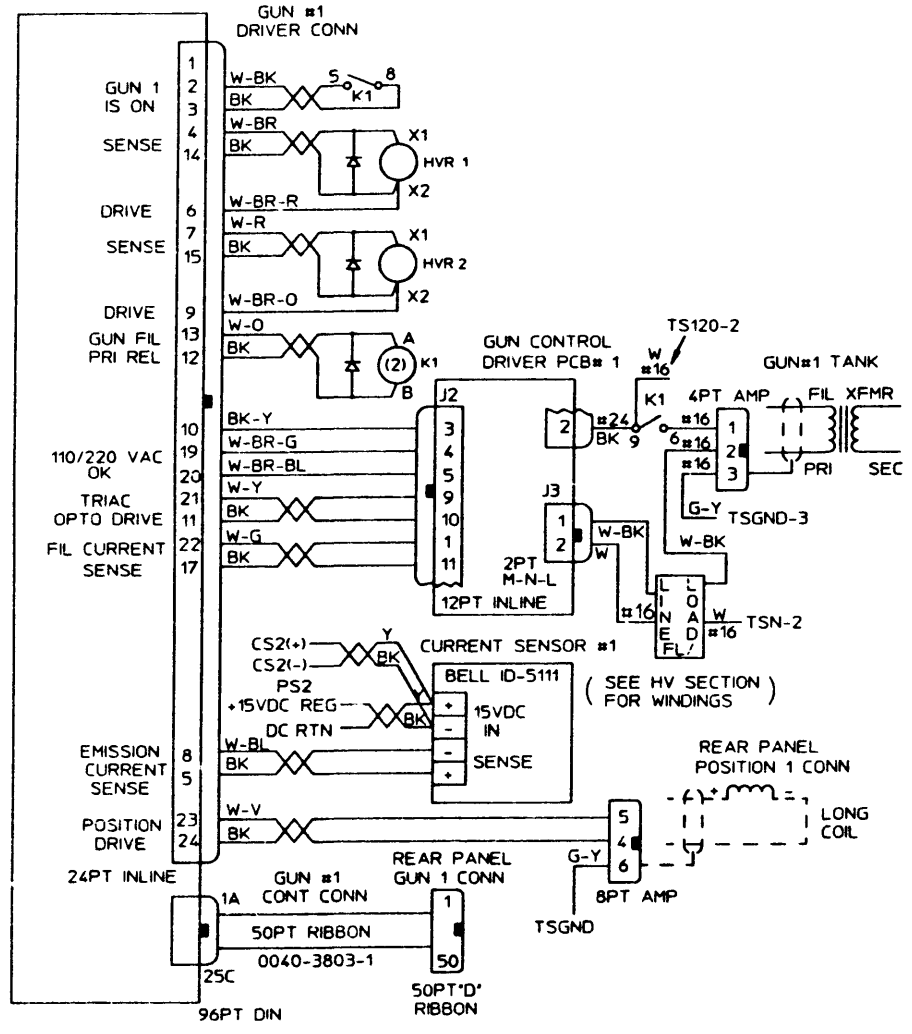 GUN #1
DRIVER CONN
1
GUN 1
IS ON
2
3
W-BK
BK
5
8
K1
SENSE
4
14
W-BR
BK
X1
HVR 1
X2
DRIVE
6
W-BR-R
SENSE
7
15
W-R
BK
X1
HVR 2
X2
DRIVE
9
W-BR-O
GUN FIL
PRI REL
13
12
W-O
BK
A
(2)
K1
B
GUN CONTROL
DRIVER PCB# 1
TS120-2
W
#16
GUN#1 TANK
J2
K1
4PT AMP
FIL
XFMR
10
BK-Y
3
2
#24
BK
9
6
#16
1
110/220 VAC
OK
19
W-BR-G
4
#16
2
20
W-BR-BL
5
#16
3
PRI
SEC
TRIAC
OPTO DRIVE
21
11
W-Y
BK
9
10
J3
1
2
W-BK
W
G-Y
TSGND-3
W-BK
FIL CURRENT
SENSE
22
17
W-G
BK
1
11
2PT
M-N-L
12PT INLINE
#16
LINE
LOAD
FL1
W
#16
TSN-2
CS2(+)
CS2(-)
Y
BK
CURRENT SENSOR #1
BELL ID-5111
( SEE HV SECTION )
FOR WINDINGS
PS2
+15VDC REG
DC RTN
Y
BK
+
-
15VDC
IN
EMISSION
CURRENT
SENSE
8
5
W-BL
BK
-
+
SENSE
REAR PANEL
POSITION 1 CONN
+
-
LONG
COIL
POSITION
DRIVE
23
24
W-V
BK
5
4
6
G-Y
8PT AMP
TSGND
24PT INLINE
GUN #1
CONT CONN
REAR PANEL
GUN 1 CONN
1A
1
50PT RIBBON
0040-3803-1
25C
50
50PT"D"
RIBBON
96PT DIN